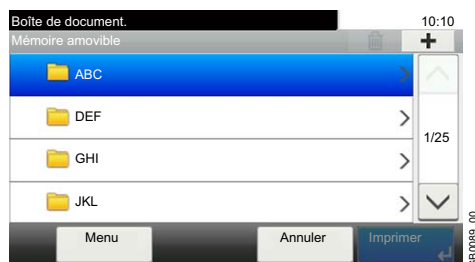 Boîte de document. 10:10
Mémoire amovible
ABC
DEF
1/25
GHI
JKL
Menu Annuler Imprimer